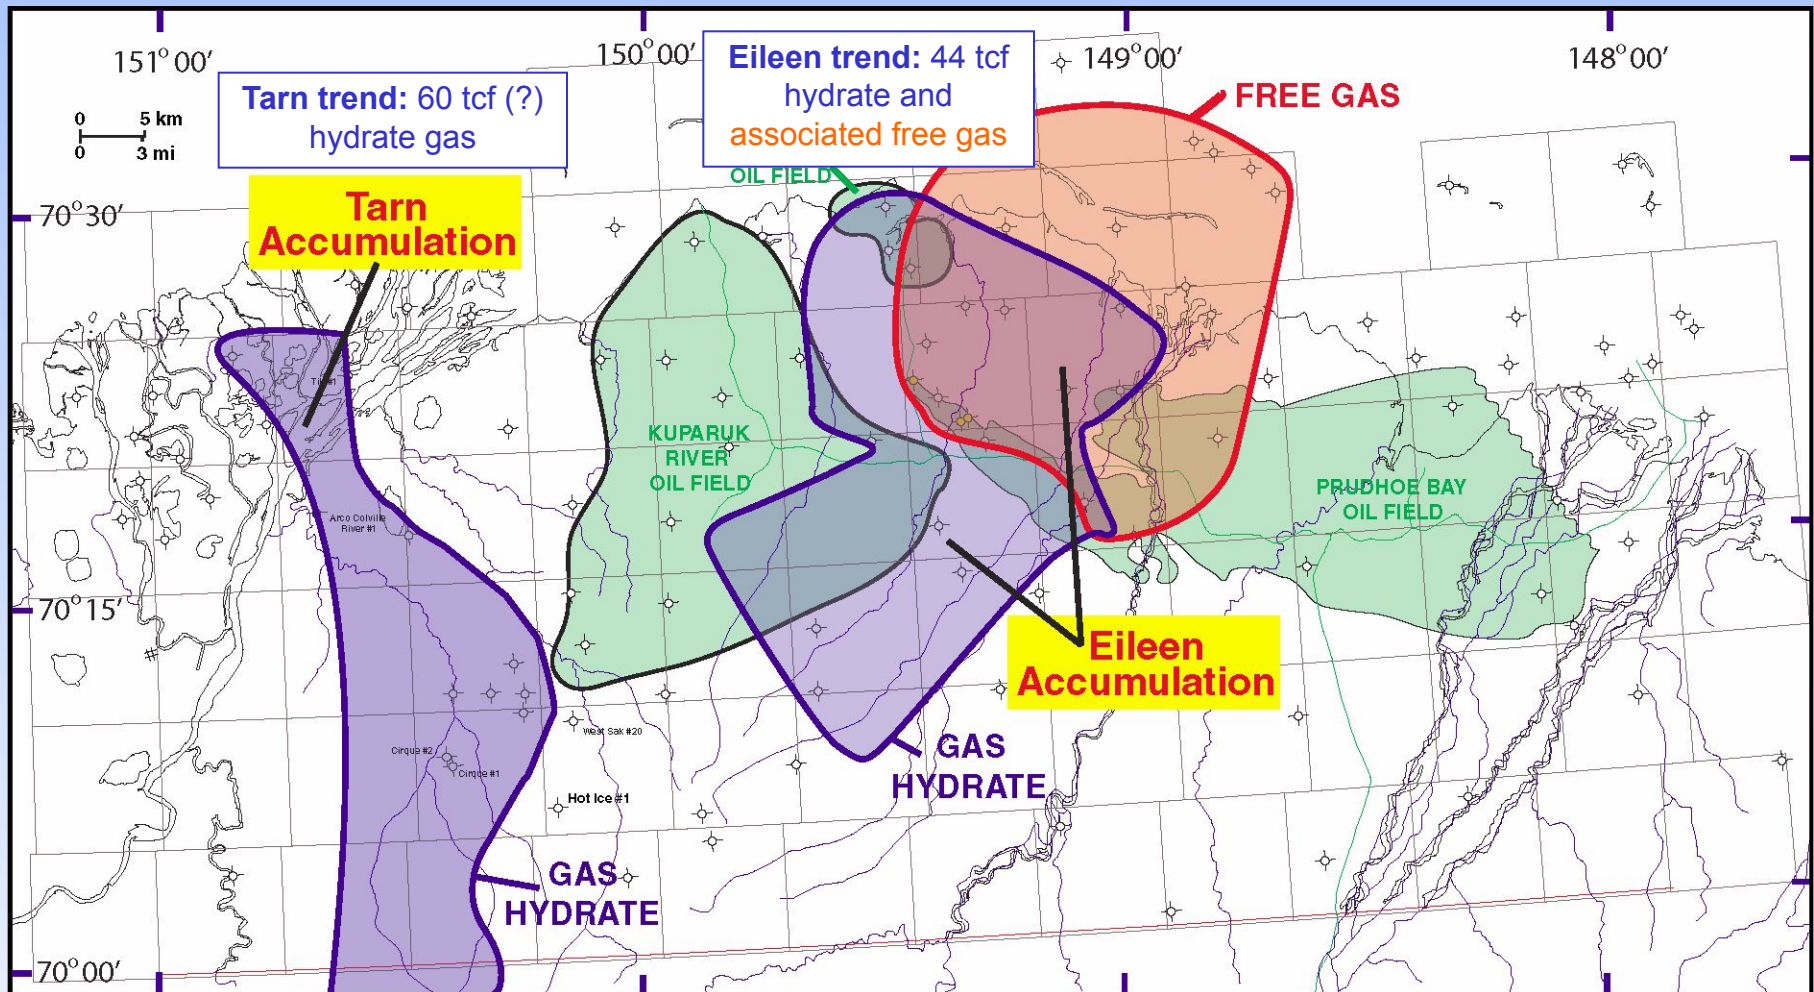 151°00′
150°00′
149°00′
148°00′
0 5 km
0 3 mi
Tarn trend: 60 tcf (?)
hydrate gas
Eileen trend: 44 tcf
hydrate and
associated free gas
FREE GAS
OIL FIELD
70°30′
Tarn
Accumulation
KUPARUK
RIVER
OIL FIELD
PRUDHOE BAY
OIL FIELD
Arco Colville
River #1
70°15′
Eileen
Accumulation
West Sak #20
Cirque #2
Cirque #1
Hot Ice #1
GAS
HYDRATE
GAS
HYDRATE
70°00′